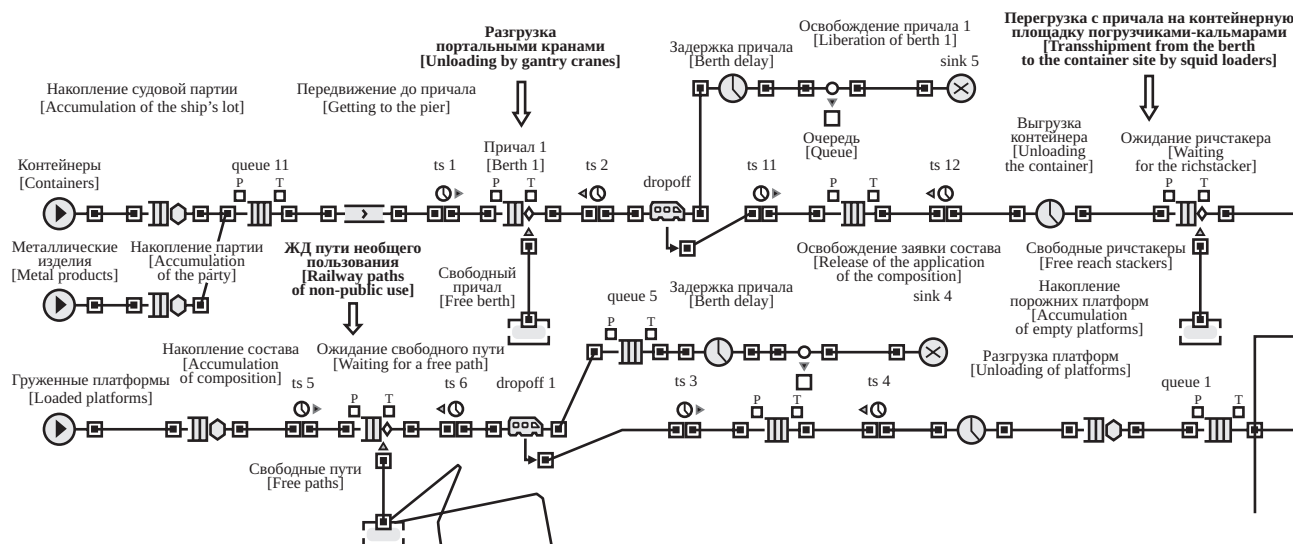 Разгрузка
портальными кранами
[Unloading by gantry cranes]
Освобождение причала 1
[Liberation of berth 1]
Перегрузка с причала на контейнерную
площадку погрузчиками-кальмарами
[Transshipment from the berth
to the container site by squid loaders]
Задержка причала
[Berth delay]
sink 5
Накопление судовой партии
[Accumulation of the ship's lot]
Передвижение до причала
[Getting to the pier]
Контейнеры
[Containers]
queue 11
P
T
ts 1
Причал 1
[Berth 1]
P
T
ts 2
dropoff
ts 11
Очередь
[Queue]
P
T
ts 12
Выгрузка
контейнера
[Unloading
the container]
Ожидание ричстакера
[Waiting
for the richstacker]
P
T
Металлические
изделия
[Metal products]
Накопление партии
[Accumulation
of the party]
ЖД пути необщего
пользования
[Railway paths
of non-public use]
Свободный
причал
[Free berth]
Освобождение заявки состава
[Release of the application
of the composition]
Свободные ричстакеры
[Free reach stackers]
queue 5
P
T
Задержка причала
[Berth delay]
sink 4
Накопление
порожних платформ
[Accumulation
of empty platforms]
Груженные платформы
[Loaded platforms]
Накопление состава
[Accumulation
of composition]
ts 5
Ожидание свободного пути
[Waiting for a free path]
P
T
ts 6
dropoff 1
ts 3
P
T
ts 4
Разгрузка платформ
[Unloading of platforms]
queue 1
P
T
Свободные пути
[Free paths]